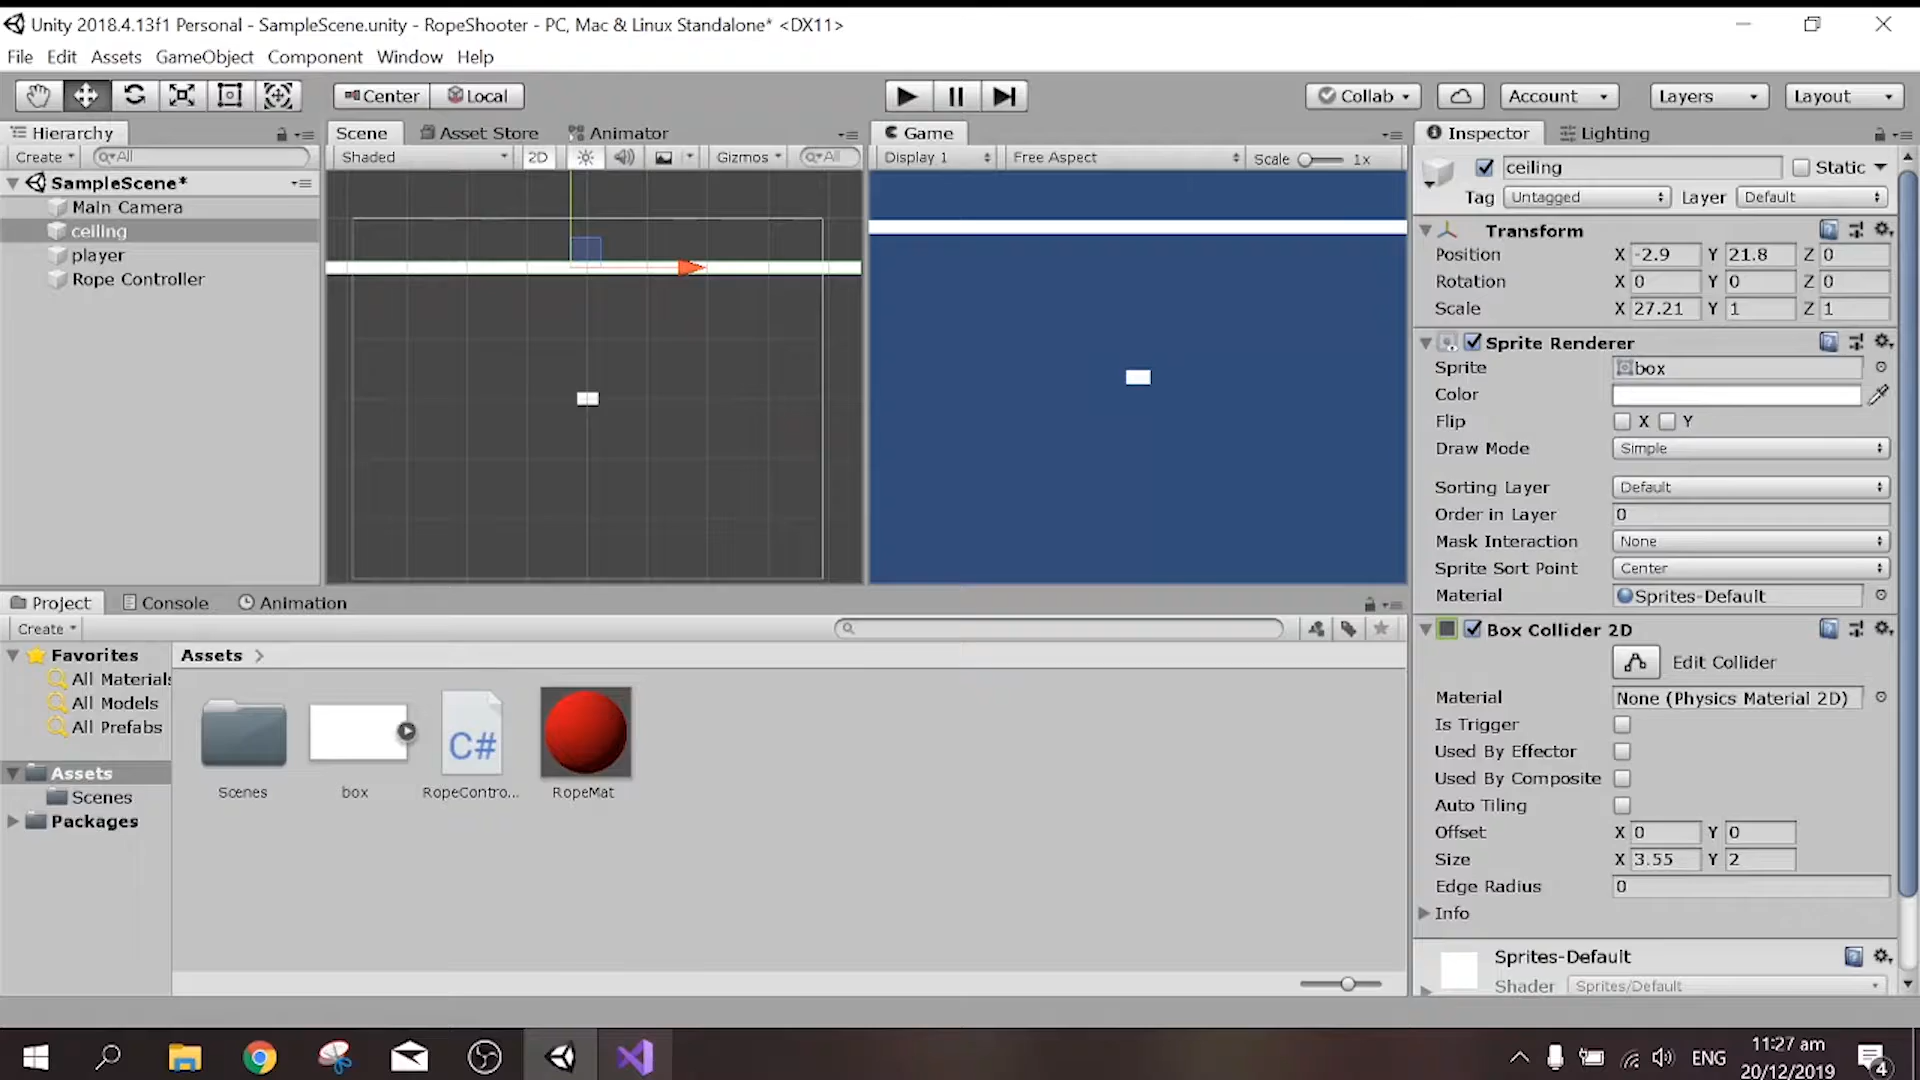 Unity 2018.4.13f1 Personal - SampleScene.unity - RopeShooter - PC, Mac & Linux Standalone* <DX11>
File Edit Assets GameObject Component Window Help
Center Local Collab Account Layers Layout
Hierarchy Scene Asset Store Animator Game Inspector Lighting
Create All Shaded 2D Gizmos All Display 1 Free Aspect Scale 1x
ceiling Static
SampleScene*
Main Camera
ceiling
player
Rope Controller
Tag Untagged Layer Default
Transform
Position X -2.9 Y 21.8 Z 0
Rotation X 0 Y 0 Z 0
Scale X 27.21 Y 1 Z 1
Sprite Renderer
Sprite box
Color
Flip X Y
Draw Mode Simple
Sorting Layer Default
Order in Layer 0
Mask Interaction None
Sprite Sort Point Center
Material Sprites-Default
Box Collider 2D
Edit Collider
Material None (Physics Material 2D)
Is Trigger
Used By Effector
Used By Composite
Auto Tiling
Offset X 0 Y 0
Size X 3.55 Y 2
Edge Radius 0
Info
Sprites-Default
Shader Sprites/Default
Project Console Animation
Create
Favorites
All Materials
All Models
All Prefabs
Assets
Scenes
Packages
Assets
C#
Scenes box RopeContro... RopeMat
ENG 11:27 am
20/12/2019
4